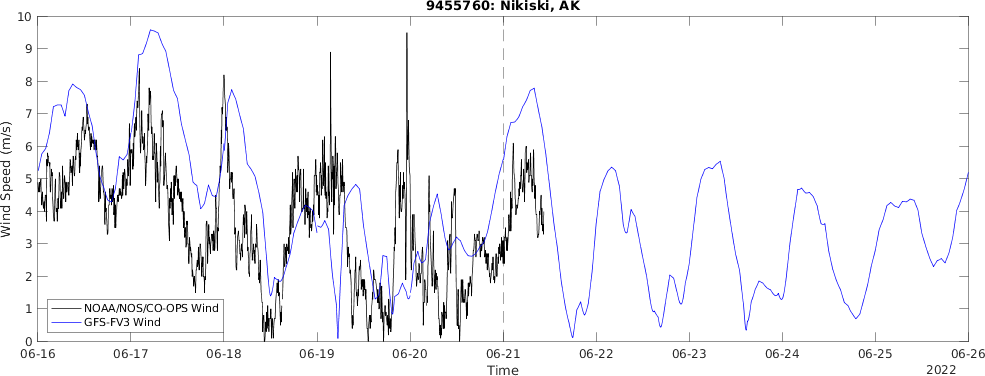 9455760: Nikiski, AK
Wind Speed (m/s)
10
9
8
7
6
5
4
3
2
1
0
NOAA/NOS/CO-OPS Wind
GFS-FV3 Wind
06-16 06-17 06-18 06-19 06-20 06-21 06-22 06-23 06-24 06-25 06-26
Time
2022